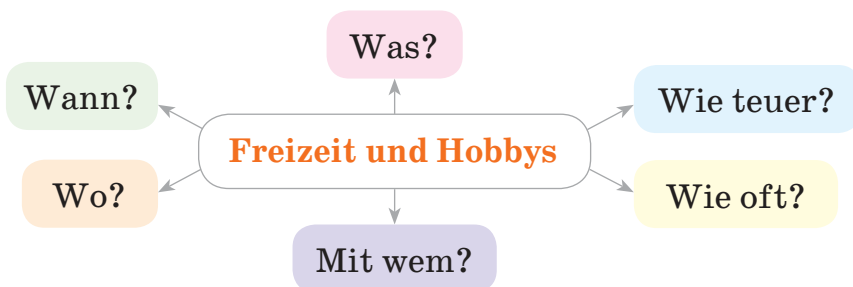 Was?
Wann?
Wie teuer?
Freizeit und Hobbys
Wo?
Wie oft?
Mit wem?